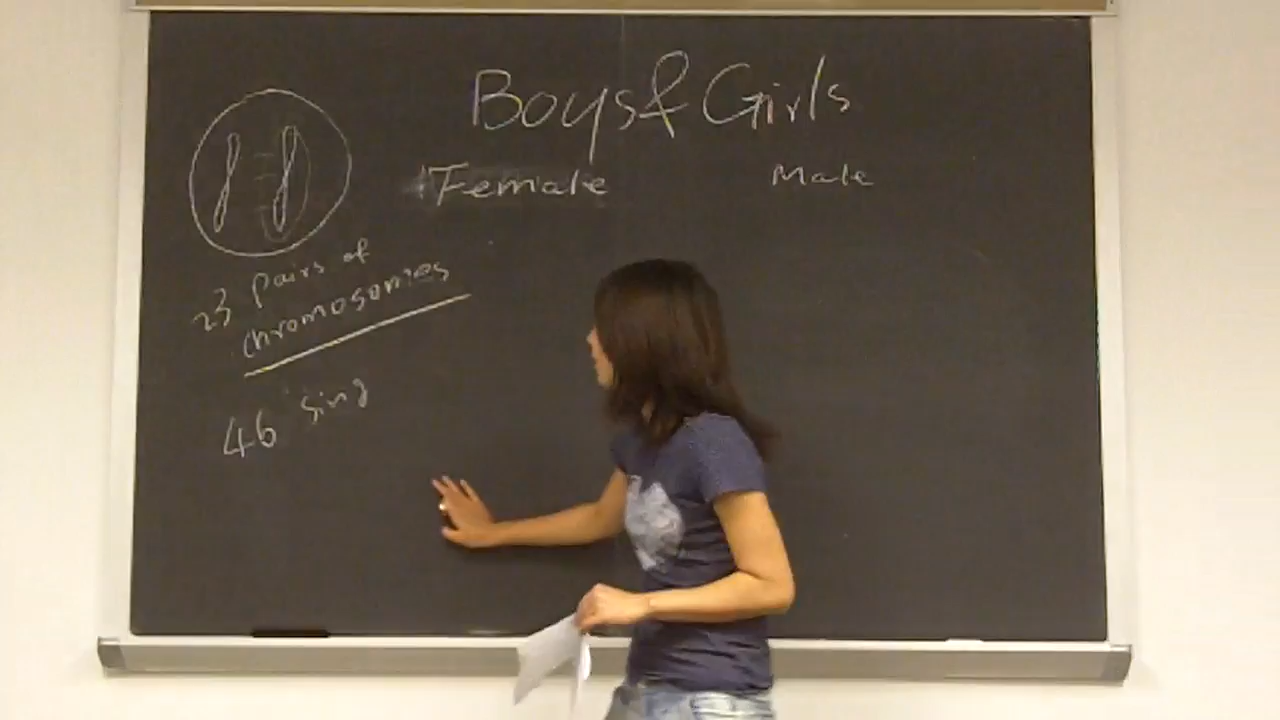 Boys & Girls
Female
Male
23 pairs of
chromosomes
46 sing